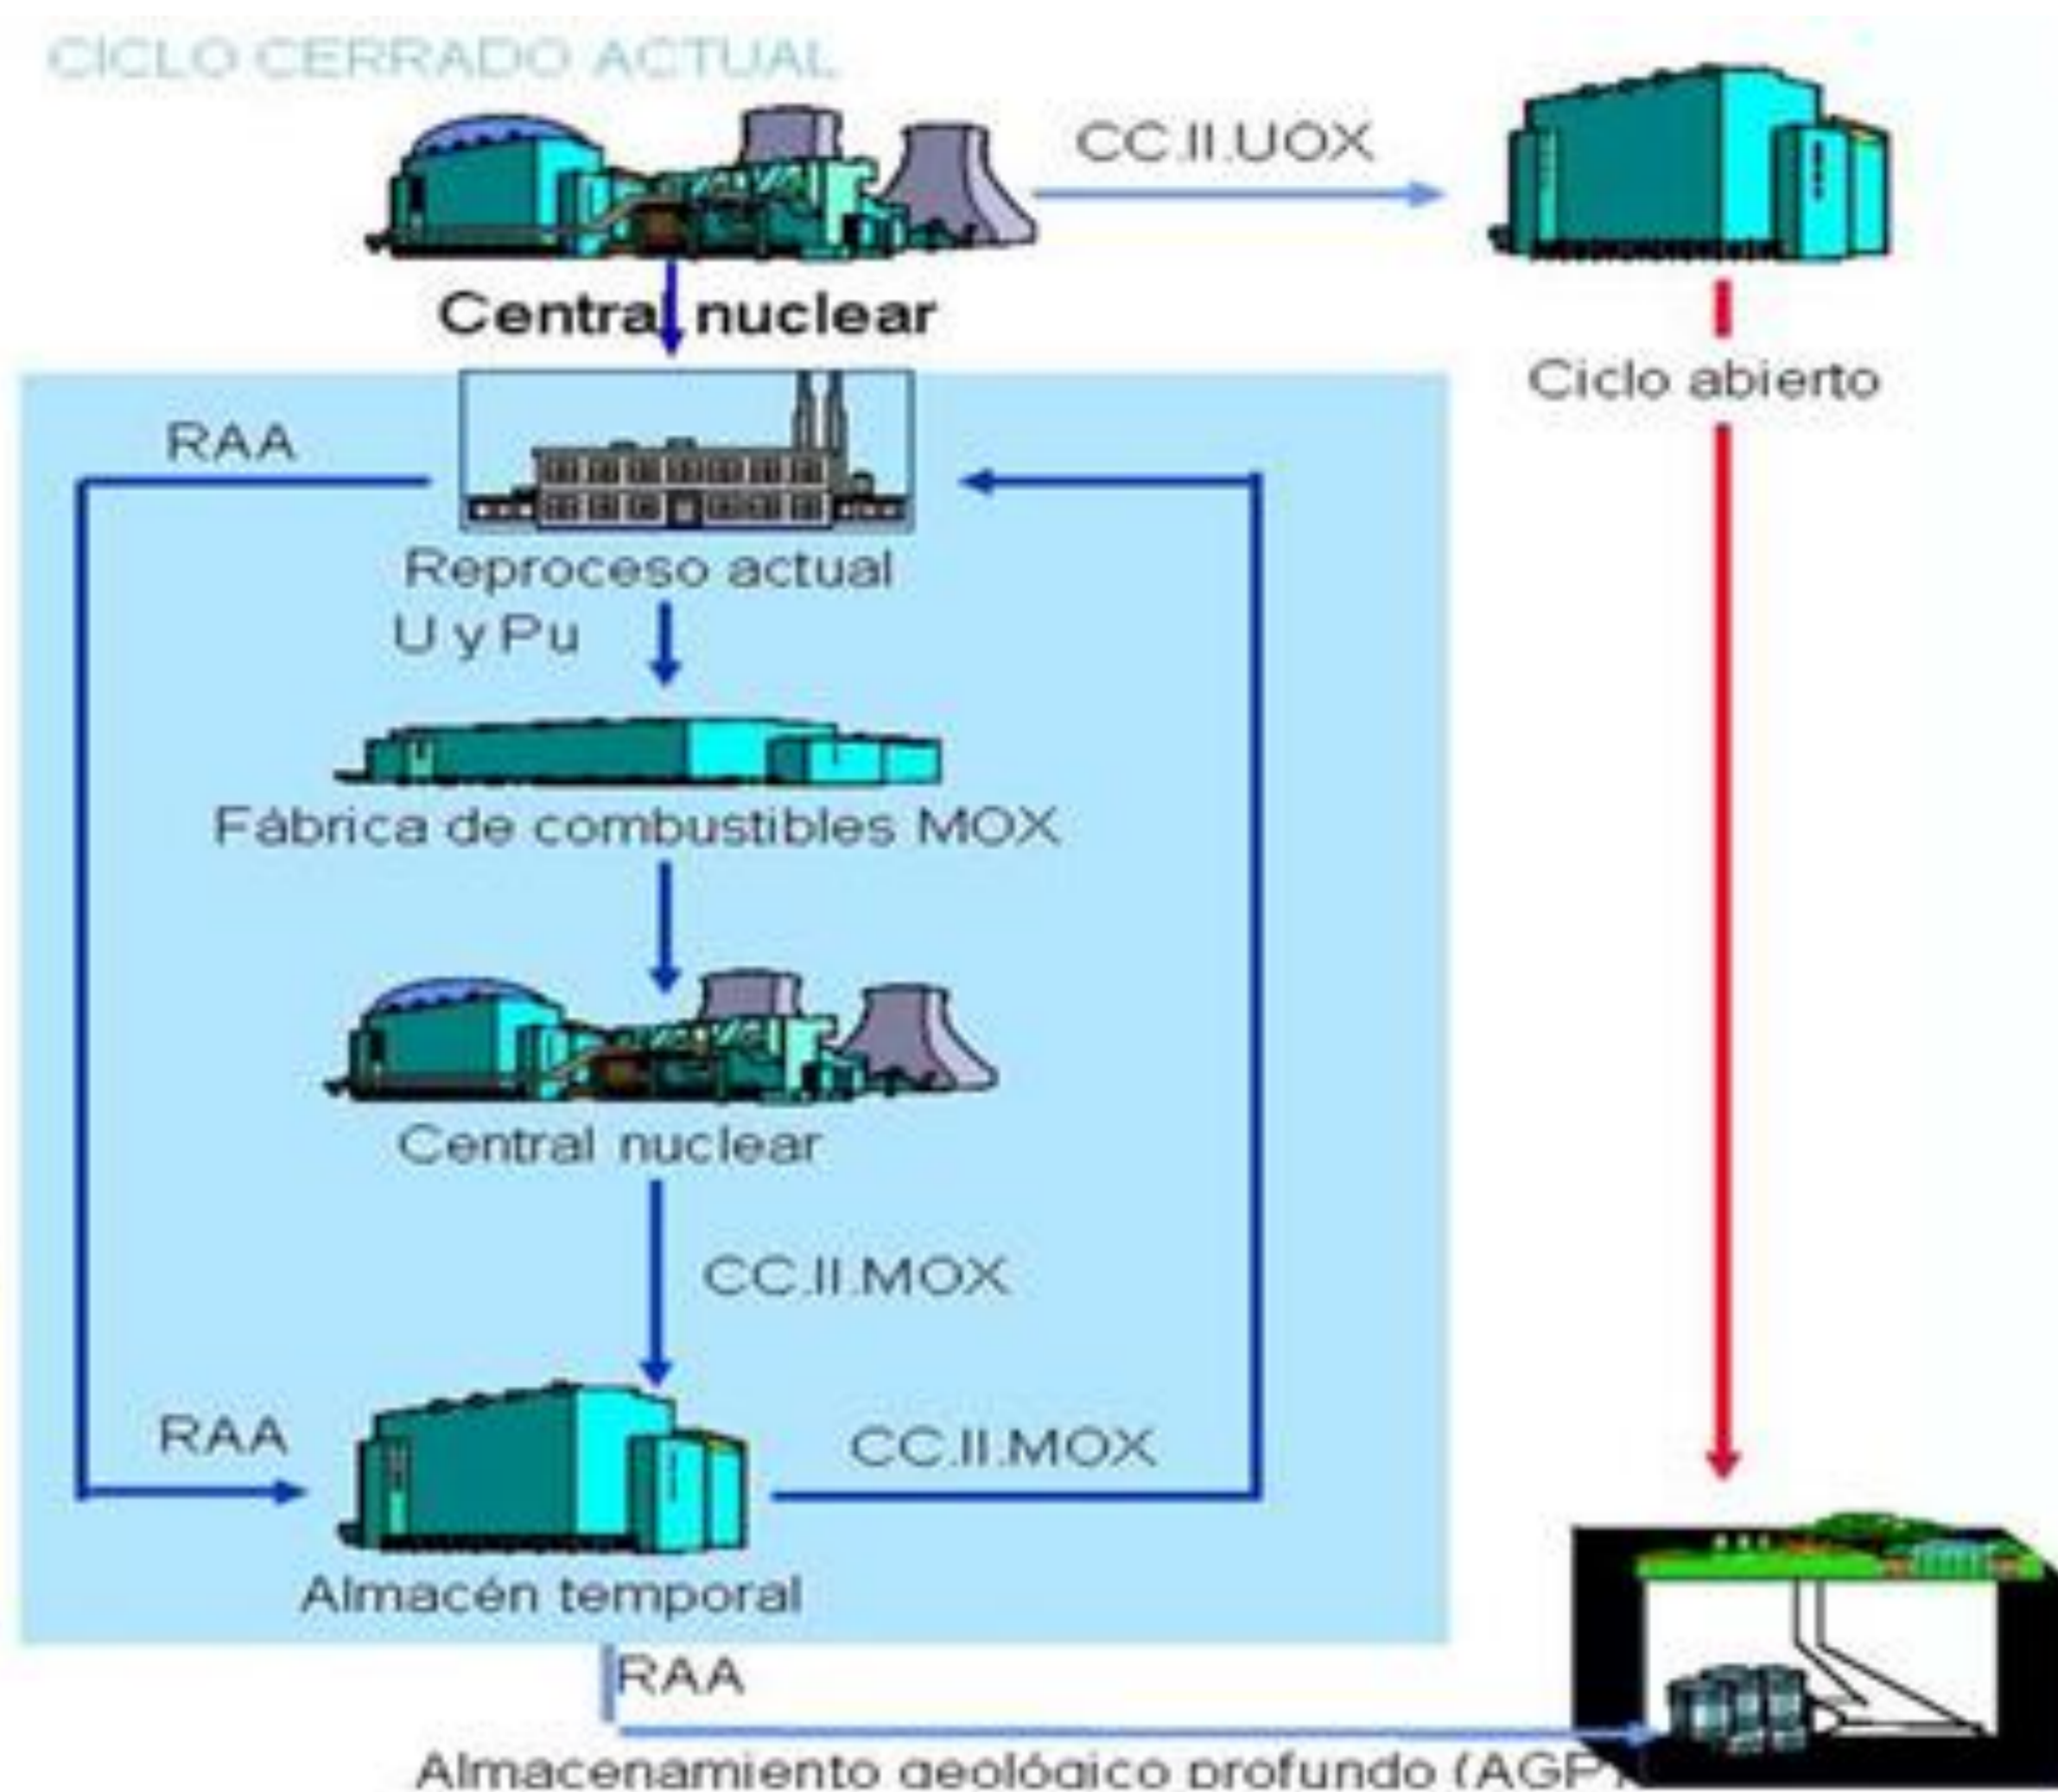 CICLO CERRADO ACTUAL
CC.II.UOX
Central nuclear
Ciclo abierto
RAA
Reproceso actual
U y Pu
Fábrica de combustibles MOX
Central nuclear
CC.II.MOX
RAA
CC.II.MOX
Almacén temporal
RAA
Almacenamiento geológico profundo (AGP)